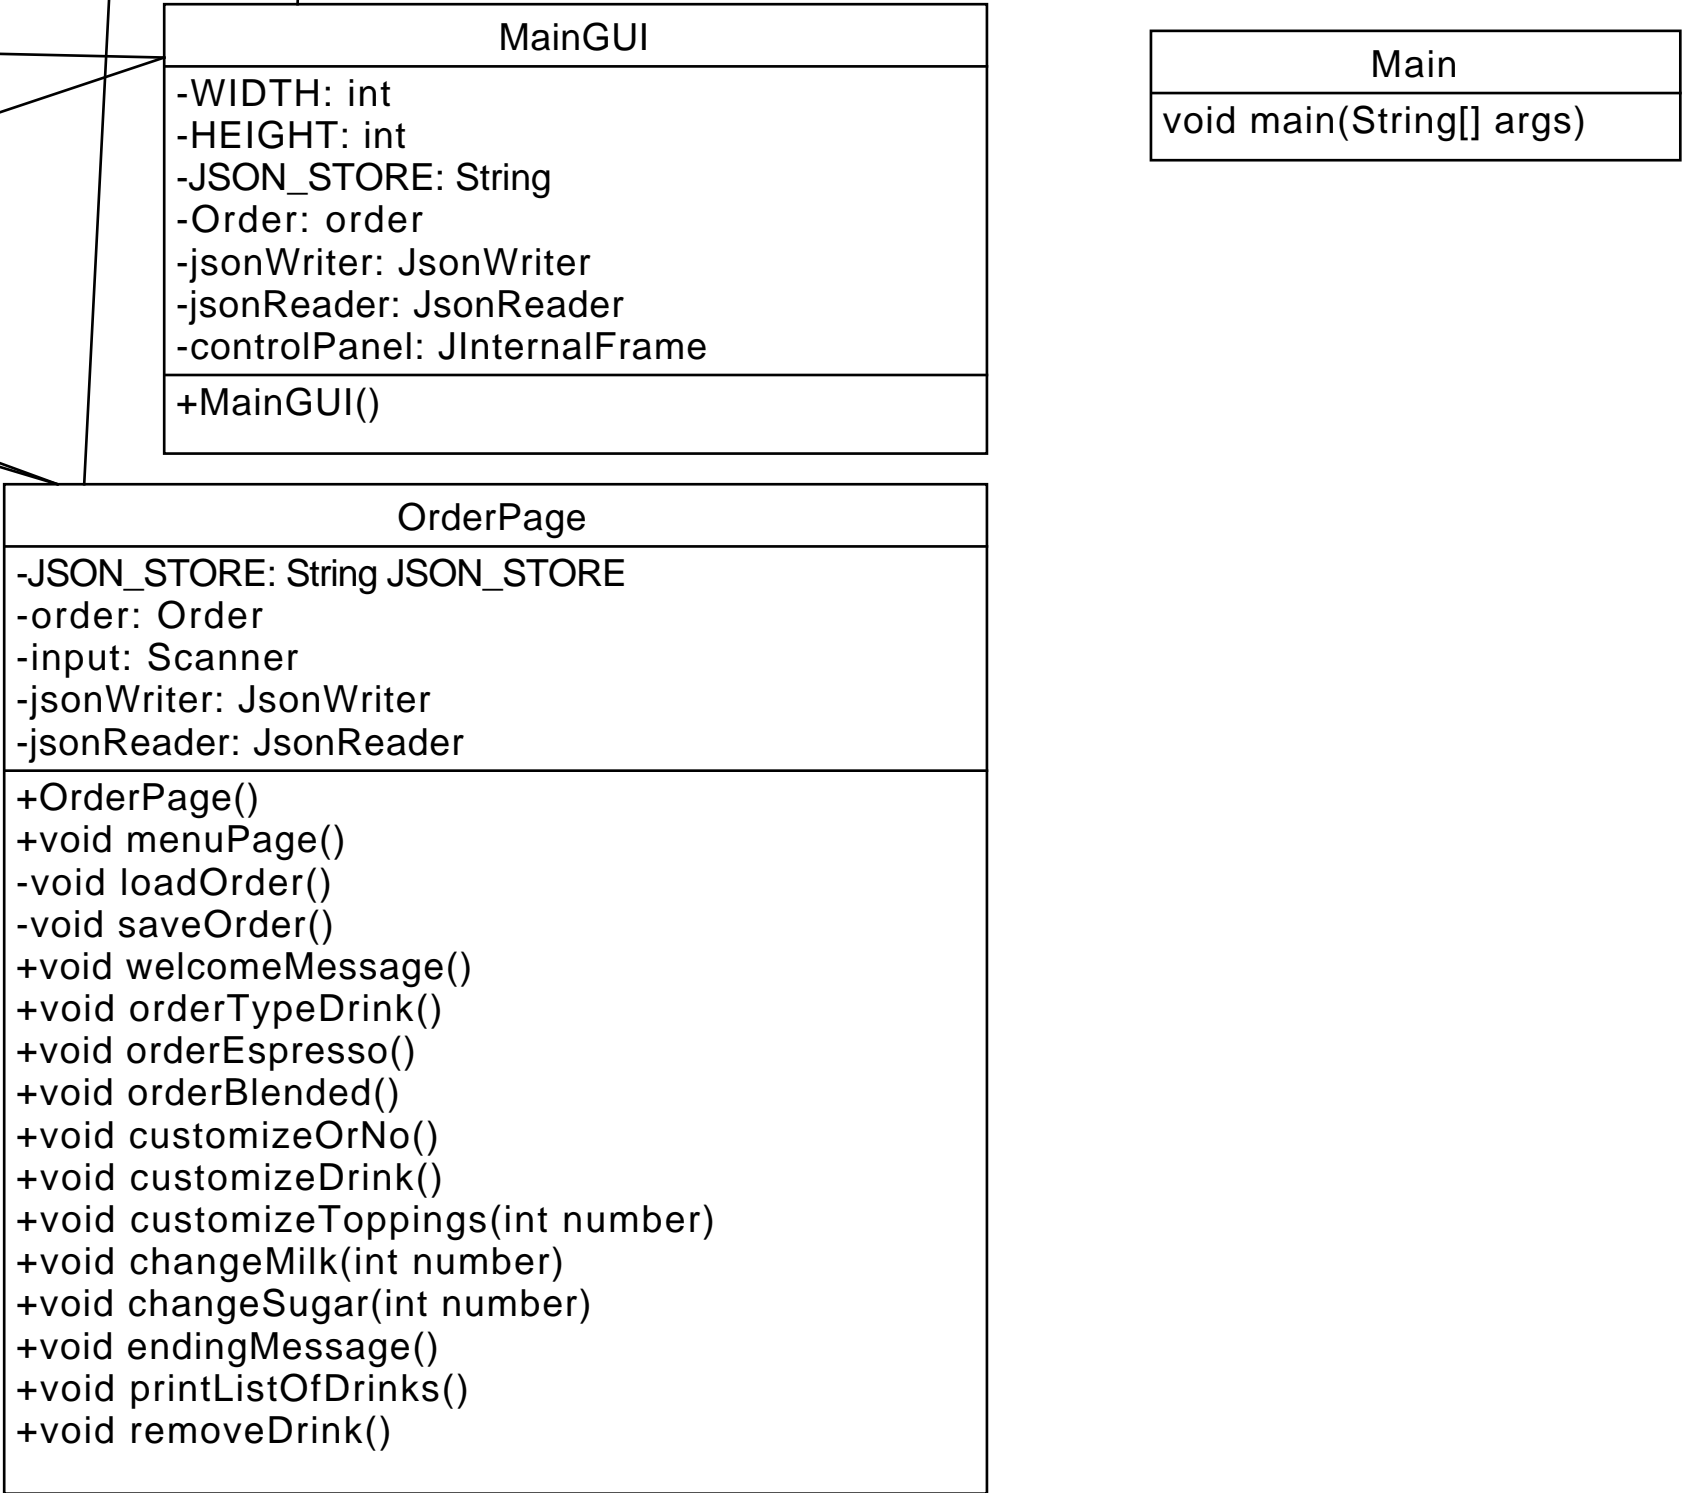 MainGUI
-WIDTH: int
-HEIGHT: int
-JSON_STORE: String
-Order: order
-jsonWriter: JsonWriter
-jsonReader: JsonReader
-controlPanel: JInternalFrame
+MainGUI()
Main
void main(String[] args)
OrderPage
-JSON_STORE: String JSON_STORE
-order: Order
-input: Scanner
-jsonWriter: JsonWriter
-jsonReader: JsonReader
+OrderPage()
+void menuPage()
-void loadOrder()
-void saveOrder()
+void welcomeMessage()
+void orderTypeDrink()
+void orderEspresso()
+void orderBlended()
+void customizeOrNo()
+void customizeDrink()
+void customizeToppings(int number)
+void changeMilk(int number)
+void changeSugar(int number)
+void endingMessage()
+void printListOfDrinks()
+void removeDrink()